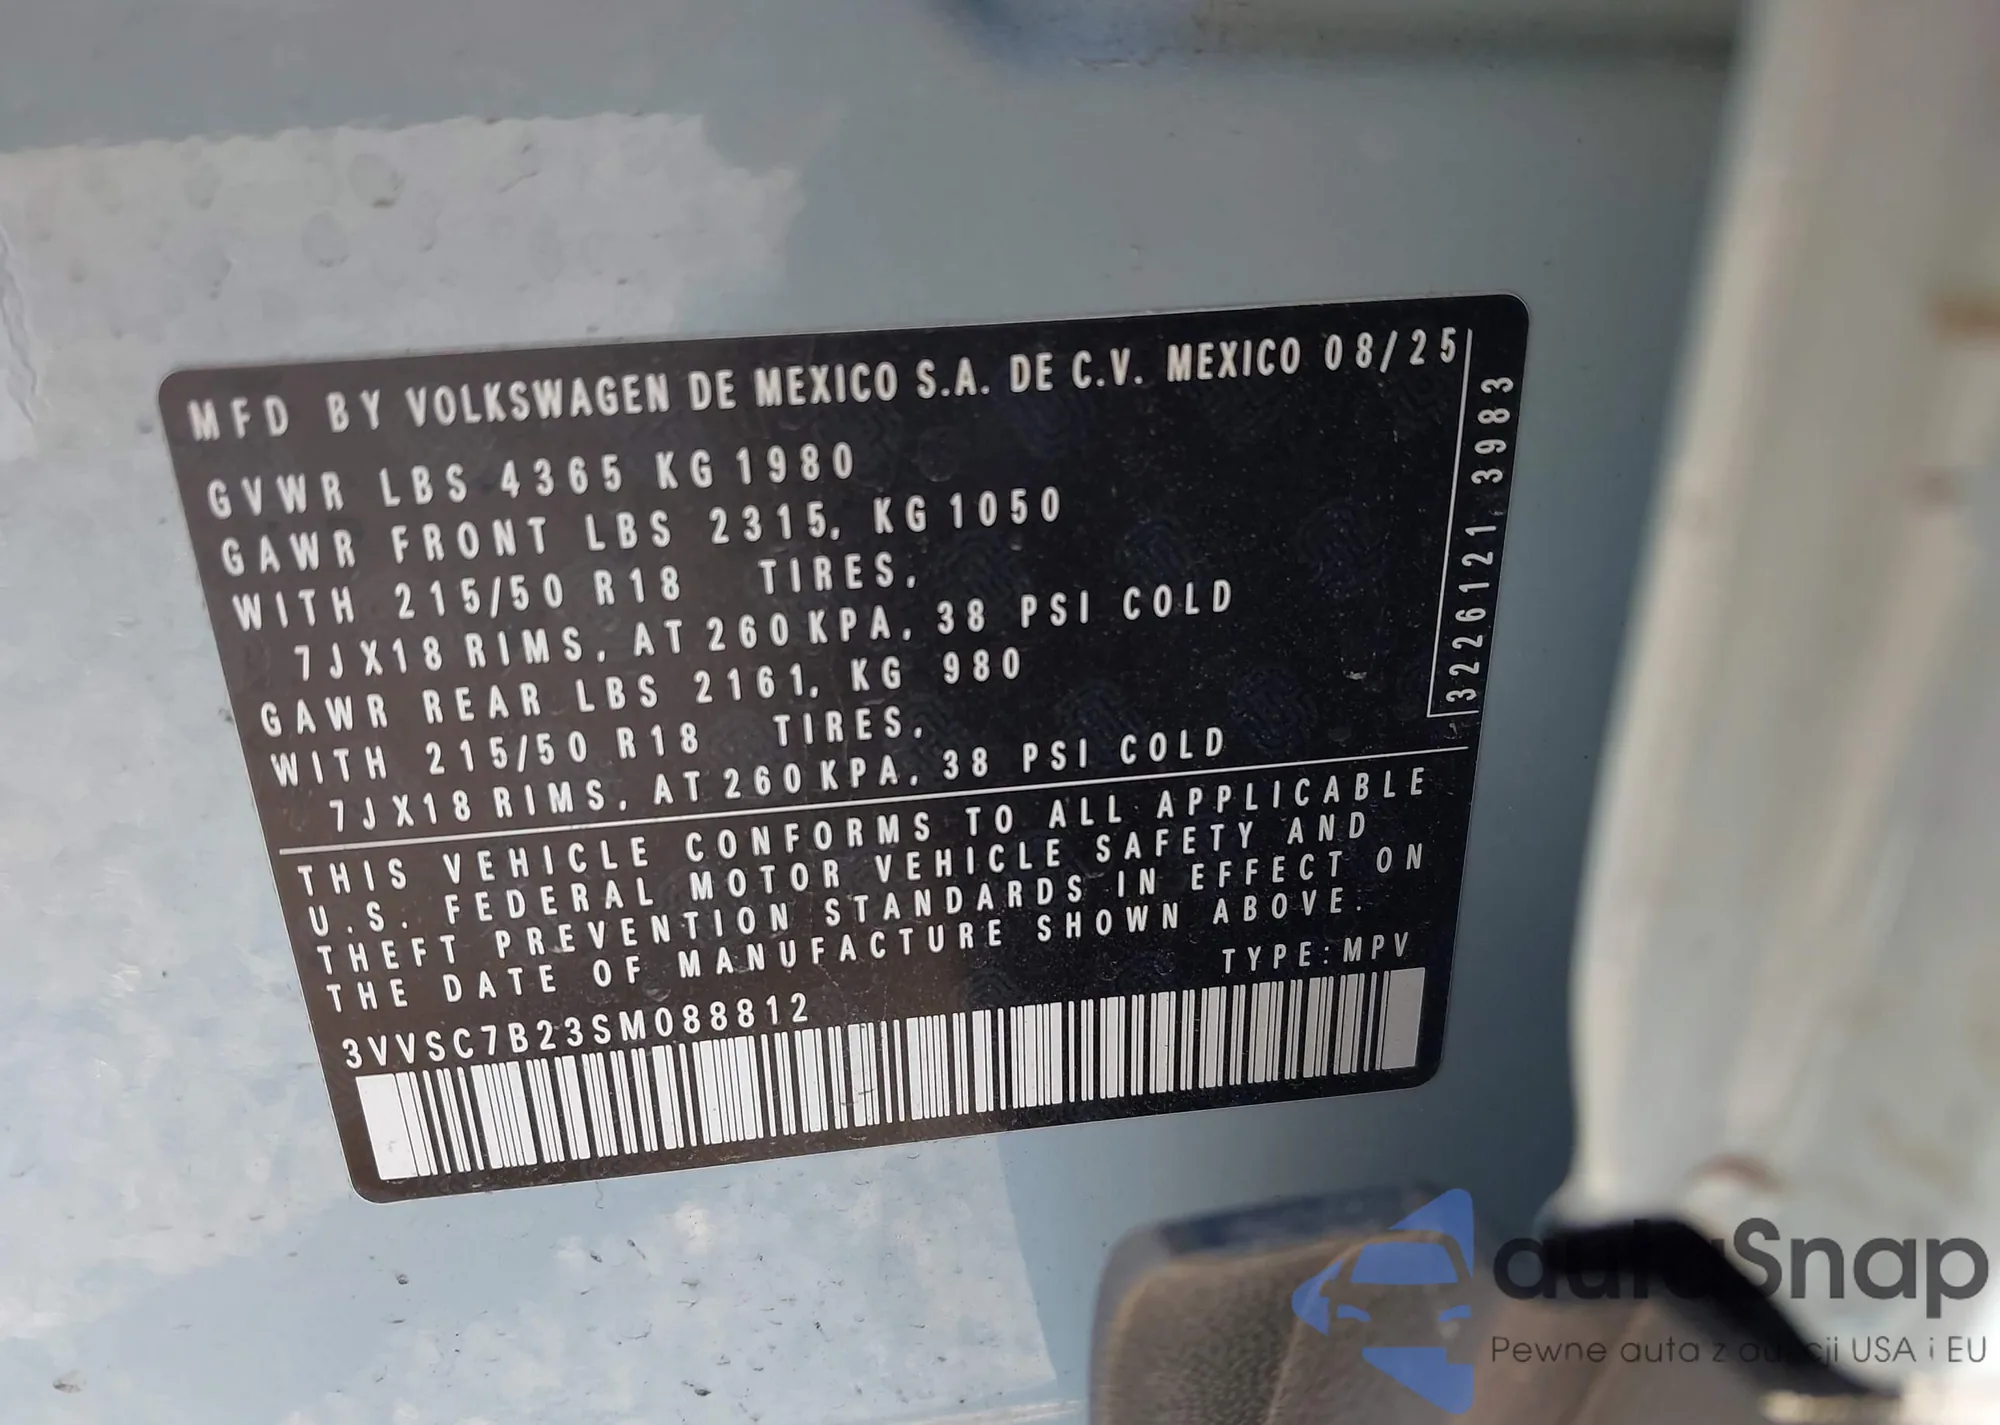 MFD BY VOLKSWAGEN DE MEXICO S.A. DE C.V. MEXICO 08/25
GVWR LBS 4365 KG 1980
GAWR FRONT LBS 2315, KG 1050
WITH 215/50 R18 TIRES,
7JX18 RIMS, AT 260 KPA, 38 PSI COLD
GAWR REAR LBS 2161, KG 980
WITH 215/50 R18 TIRES,
7JX18 RIMS, AT 260 KPA, 38 PSI COLD
3226121 3983
THIS VEHICLE CONFORMS TO ALL APPLICABLE
U.S. FEDERAL MOTOR VEHICLE SAFETY AND
THEFT PREVENTION STANDARDS IN EFFECT ON
THE DATE OF MANUFACTURE SHOWN ABOVE.
TYPE: MPV
3VVSC7B23SM088812
autoSnap
Pewne auta z aukcji USA i EU